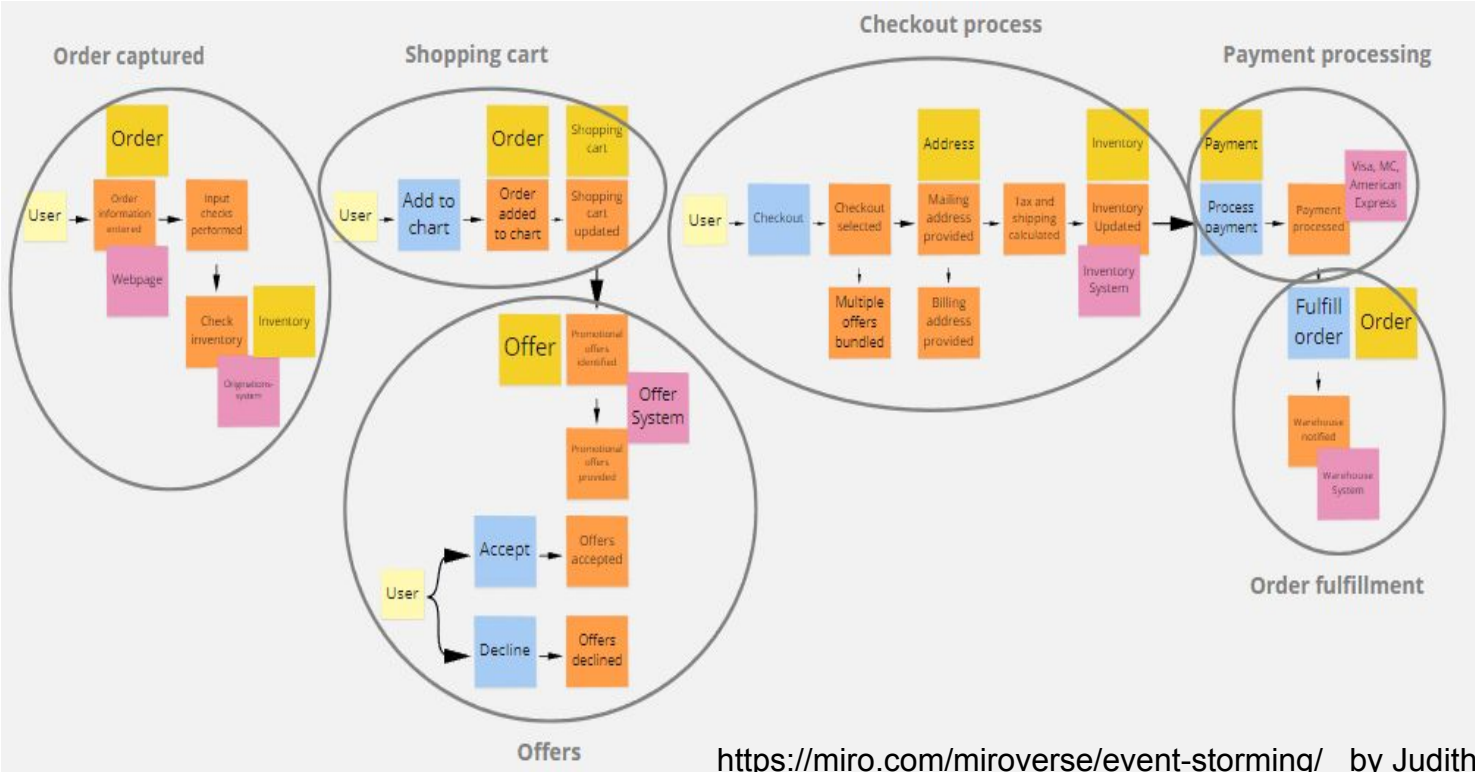 Order captured
Order
User
Order
information
entered
Input
checks
performed
Webpage
Check
inventory
Inventory
Originations-
system
Shopping cart
Order
Shopping
cart
User
Add to
chart
Order
added
to chart
Shopping
cart
updated
Offer
Promotional
offers
identified
Offer
System
Promotional
offers
provided
User
Accept
Offers
accepted
Decline
Offers
declined
Offers
Checkout process
Address
Inventory
User
Checkout
Checkout
selected
Mailing
address
provided
Tax and
shipping
calculated
Inventory
Updated
Inventory
System
Multiple
offers
bundled
Billing
address
provided
Payment processing
Payment
Visa, MC,
American
Express
Process
payment
Payment
processed
Fulfill
order
Order
Warehouse
notified
Warehouse
System
Order fulfillment
https://miro.com/miroverse/event-storming/ by Judith